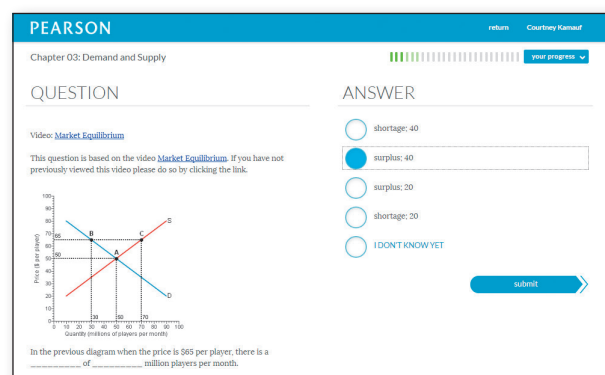 PEARSON
return Courtney Kamauf
Chapter 03: Demand and Supply
your progress
QUESTION
Video: Market Equilibrium
This question is based on the video Market Equilibrium. If you have not
previously viewed this video please do so by clicking the link.
100
90
80
70
65
60
50
50
40
30
20
10
0
B
C
A
S
D
30 50 70
0 10 20 30 40 50 60 70 80 90 100
Price ($ per player)
Quantity (millions of players per month)
In the previous diagram when the price is $65 per player, there is a
_________ of _________ million players per month.
ANSWER
shortage; 40
surplus; 40
surplus; 20
shortage; 20
I DON'T KNOW YET
submit